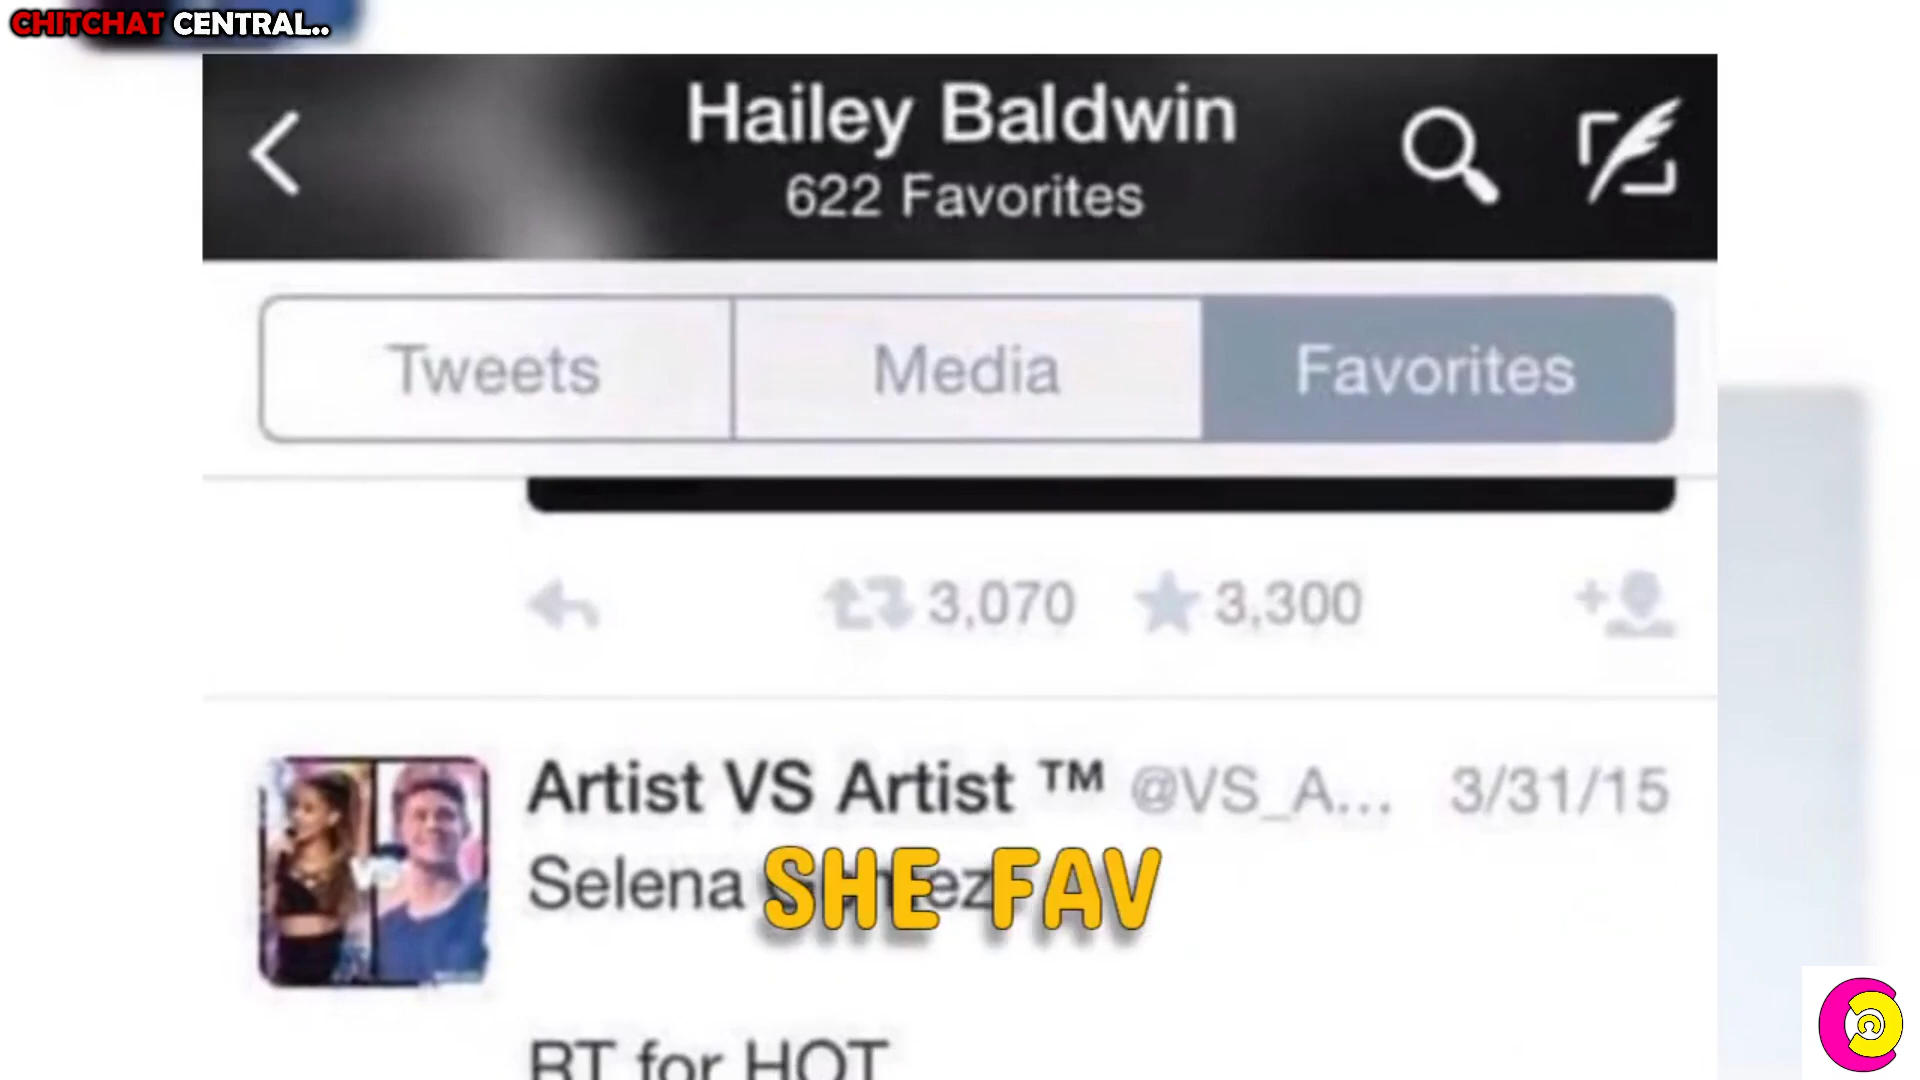 CHITCHAT CENTRAL..
Hailey Baldwin
622 Favorites
Tweets Media Favorites
3,070 3,300
Artist VS Artist ™ @VS_A... 3/31/15
Selena
SHE FAV
RT for HOT